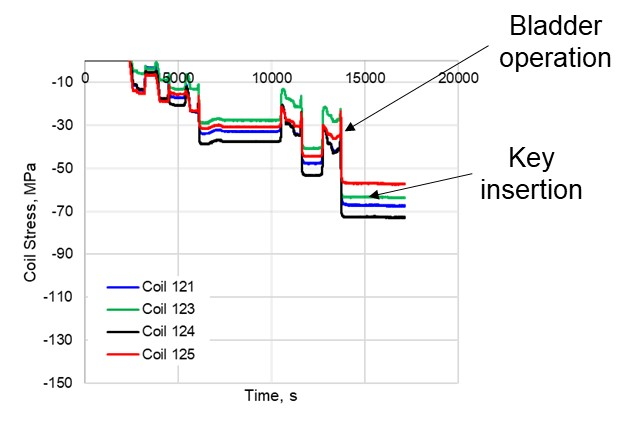 Bladder
operation
0 5000 10000 15000 20000
-10
-30
-50
-70
-90
-110
-130
-150
Key
insertion
Coil Stress, MPa
Coil 121
Coil 123
Coil 124
Coil 125
Time, s